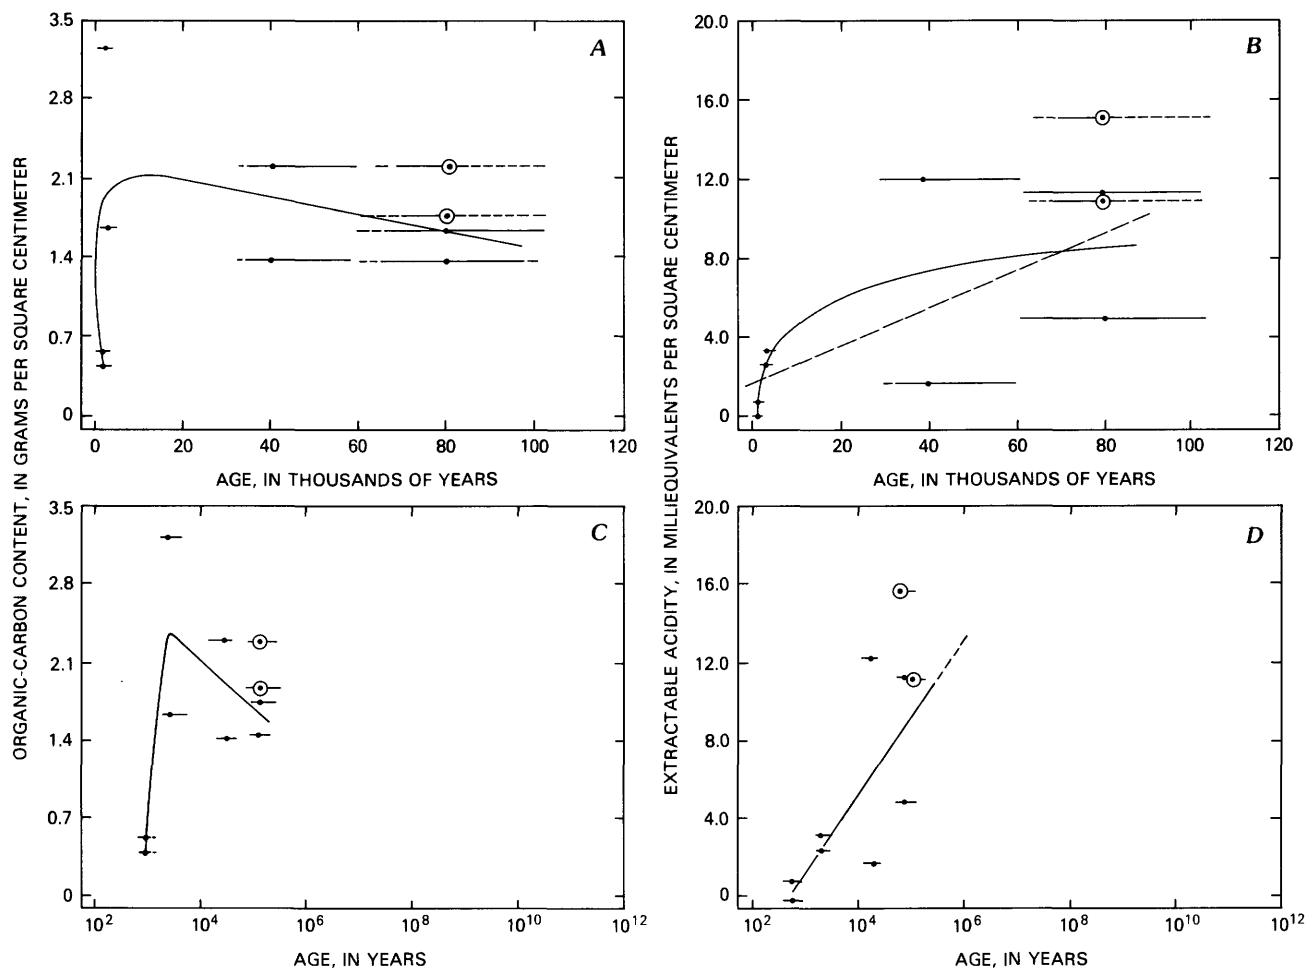 ORGANIC-CARBON CONTENT, IN GRAMS PER SQUARE CENTIMETER
A
3.5
2.8
2.1
1.4
0.7
0
0 20 40 60 80 100 120
AGE, IN THOUSANDS OF YEARS
EXTRACTABLE ACIDITY, IN MILLIEQUIVALENTS PER SQUARE CENTIMETER
B
20.0
16.0
12.0
8.0
4.0
0
0 20 40 60 80 100 120
AGE, IN THOUSANDS OF YEARS
C
3.5
2.8
2.1
1.4
0.7
0
10² 10⁴ 10⁶ 10⁸ 10¹⁰ 10¹²
AGE, IN YEARS
D
20.0
16.0
12.0
8.0
4.0
0
10² 10⁴ 10⁶ 10⁸ 10¹⁰ 10¹²
AGE, IN YEARS